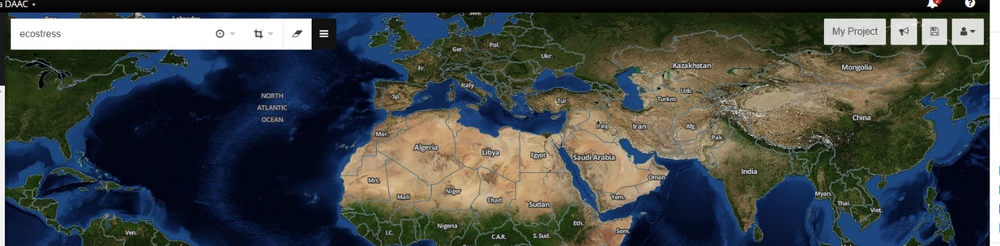 a DAAC
2
?
Labrador
Swe.
ecostress
My Project
Ger.
Pol.
Ukr.
Fr.
Kazakhstan
Mongolia
Italy
NORTH
ATLANTIC
OCEAN
Sp.
Tur.
Turkm.
Uzb.
China
Mor.
Iraq
Iran
Afg.
Pak.
Algeria
Libya
Egypt
Saudi Arabia
India
Oman
Mrt.
Mali
Niger
Chad
Sudan
Yem.
Myan.
Thai.
Viet.
Ven.
I.C.
Nigeria
C.A.R.
S. Sud.
Eth.
Som.